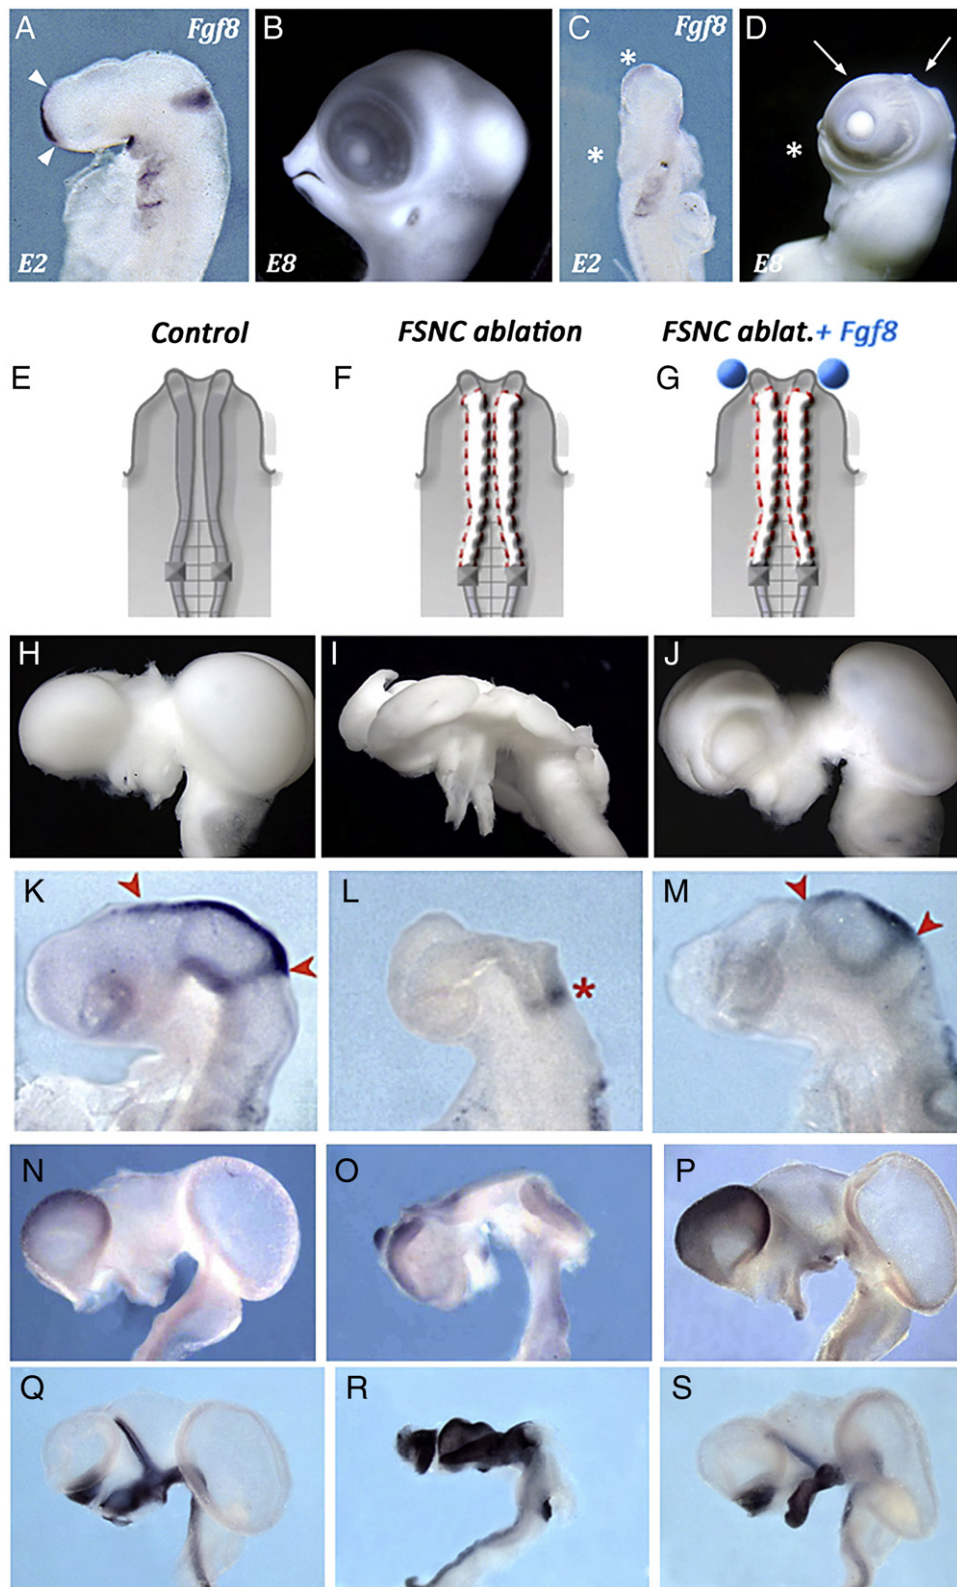 A Fgf8 B C Fgf8 D
* * *
E2 E8 E2 E8
Control FSNC ablation FSNC ablat.+ Fgf8
E F G
H I J
K L M
*
N O P
Q R S